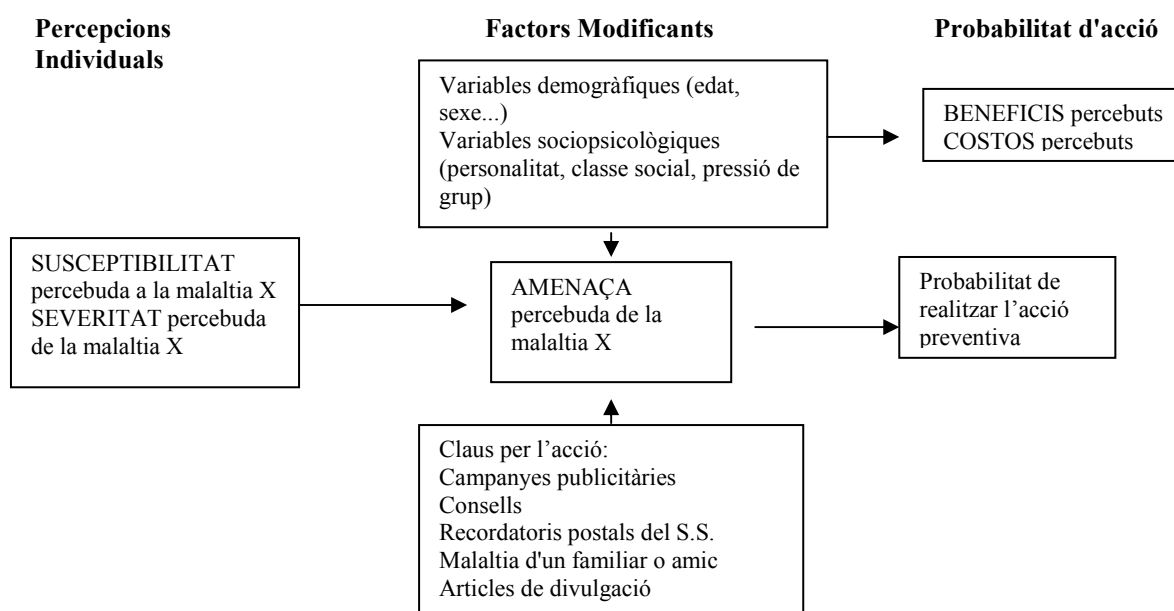 Percepcions
Individuals
Factors Modificants
Probabilitat d'acció
Variables demogràfiques (edat,
sexe...)
Variables sociopsicològiques
(personalitat, classe social, pressió de
grup)
BENEFICIS percebuts
COSTOS percebuts
SUSCEPTIBILITAT
percebuda a la malaltia X
SEVERITAT percebuda
de la malaltia X
AMENAÇA
percebuda de la
malaltia X
Probabilitat de
realitzar l’acció
preventiva
Claus per l’acció:
Campanyes publicitàries
Consells
Recordatoris postals del S.S.
Malaltia d'un familiar o amic
Articles de divulgació